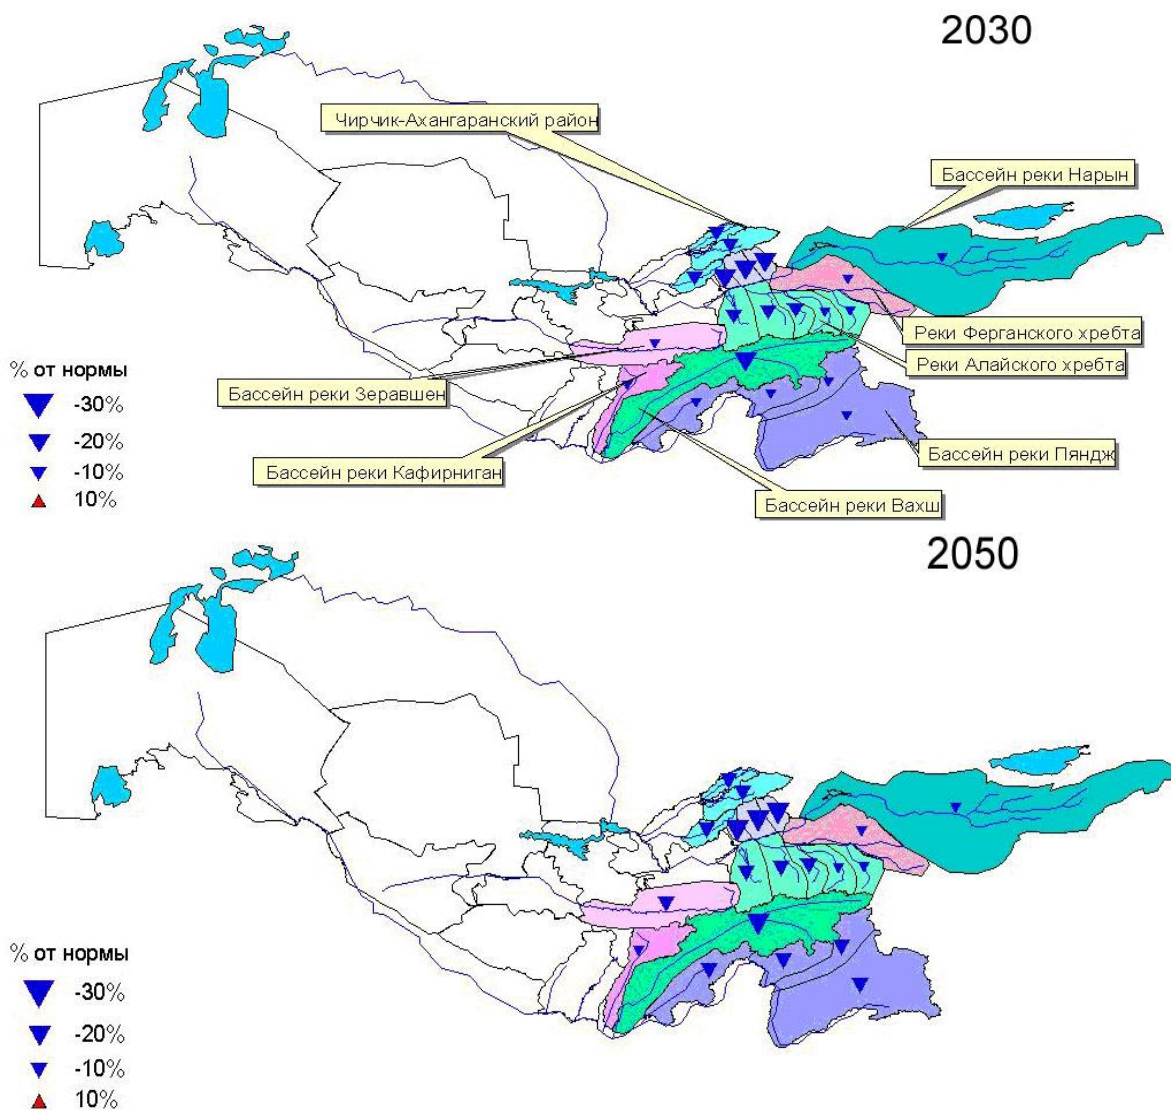 2030
Чирчик-Ахангаранский район
Бассейн реки Нарын
Реки Ферганского хребта
Реки Алайского хребта
% от нормы
-30%
-20%
-10%
10%
Бассейн реки Зеравшен
Бассейн реки Кафирниган
Бассейн реки Пяндж
Бассейн реки Вахш
2050
% от нормы
-30%
-20%
-10%
10%